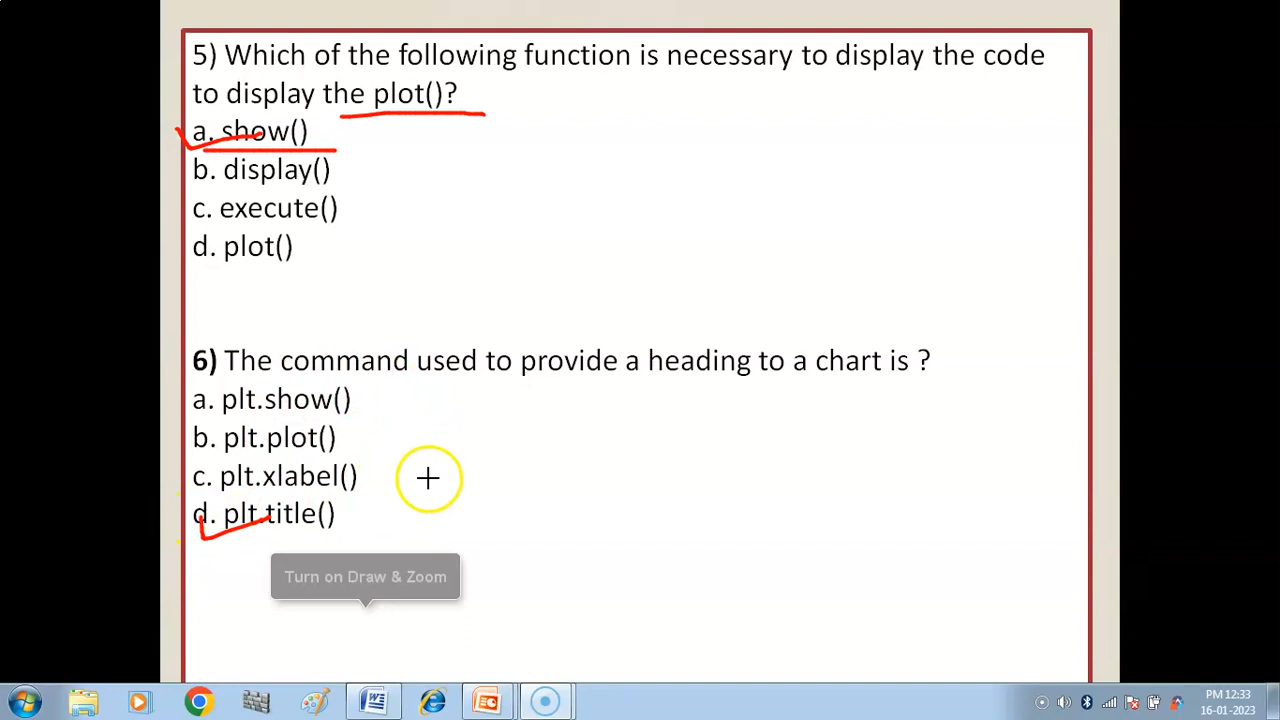 5) Which of the following function is necessary to display the code
to display the plot()?
a. show()
b. display()
c. execute()
d. plot()
6) The command used to provide a heading to a chart is ?
a. plt.show()
b. plt.plot()
c. plt.xlabel()
d. plt.title()
Turn on Draw & Zoom
PM 12:33
16-01-2023